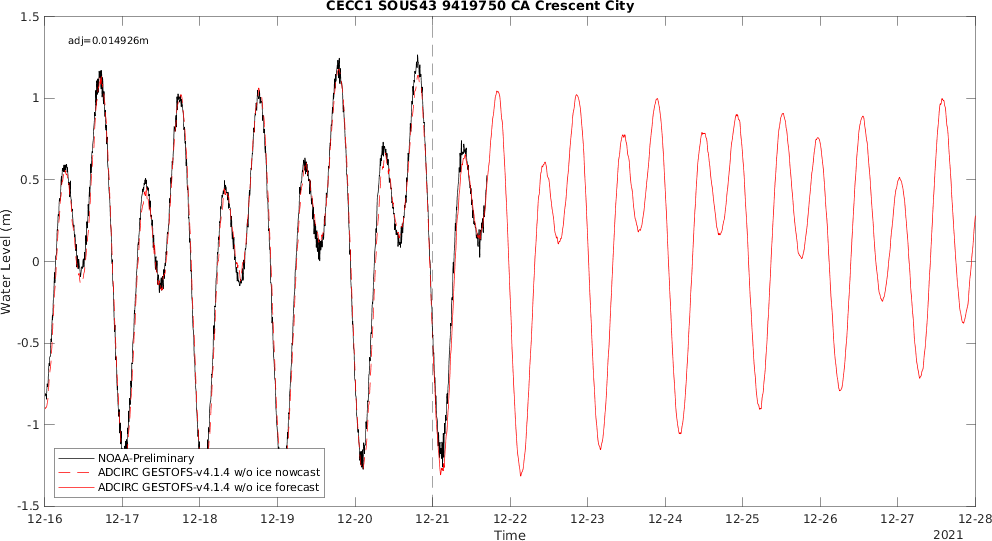 CECC1 SOUS43 9419750 CA Crescent City
adj=0.014926m
1.5
1
0.5
0
-0.5
-1
-1.5
Water Level (m)
NOAA-Preliminary
ADCIRC GESTOFS-v4.1.4 w/o ice nowcast
ADCIRC GESTOFS-v4.1.4 w/o ice forecast
12-16 12-17 12-18 12-19 12-20 12-21 12-22 12-23 12-24 12-25 12-26 12-27 12-28
Time
2021